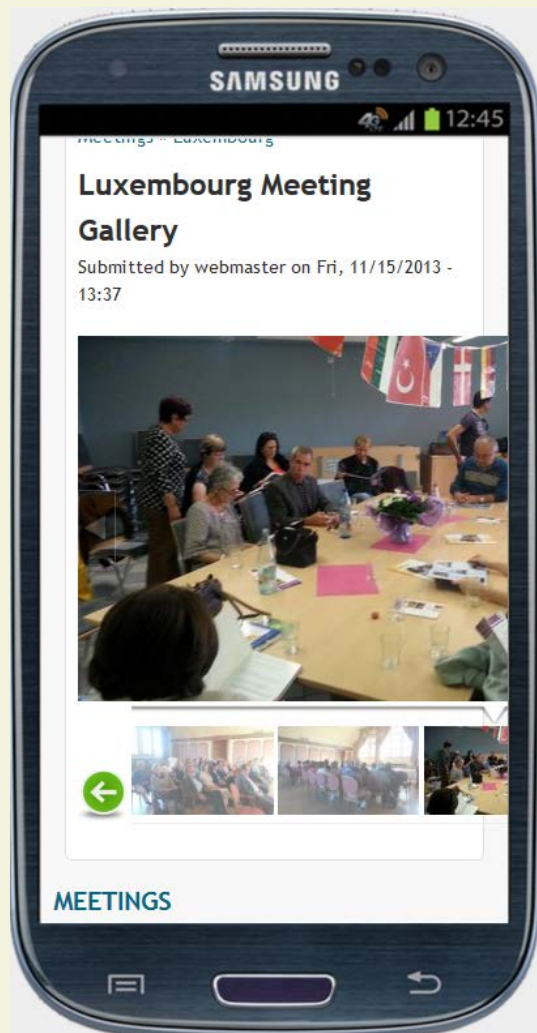 SAMSUNG
4G 12:45
Meetings » Luxembourg
Luxembourg Meeting
Gallery
Submitted by webmaster on Fri, 11/15/2013 -
13:37
MEETINGS